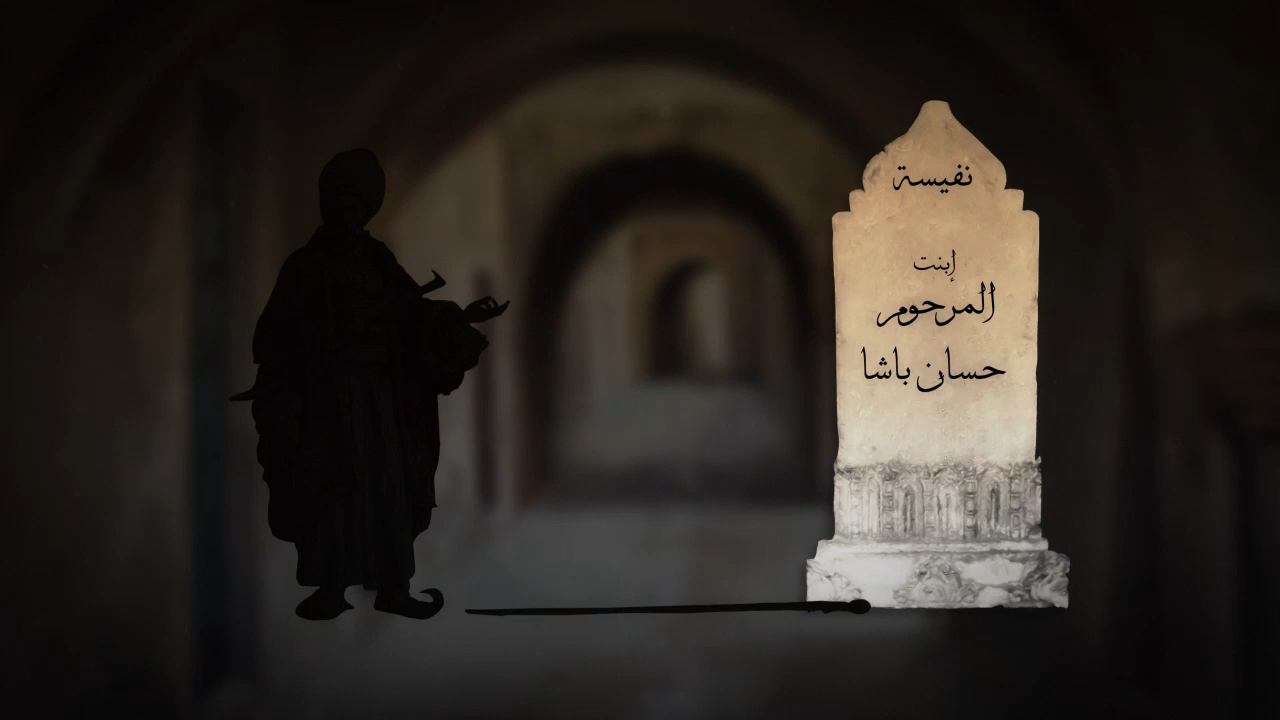 نفيسة
إبنت
المرحوم
حسان باشا